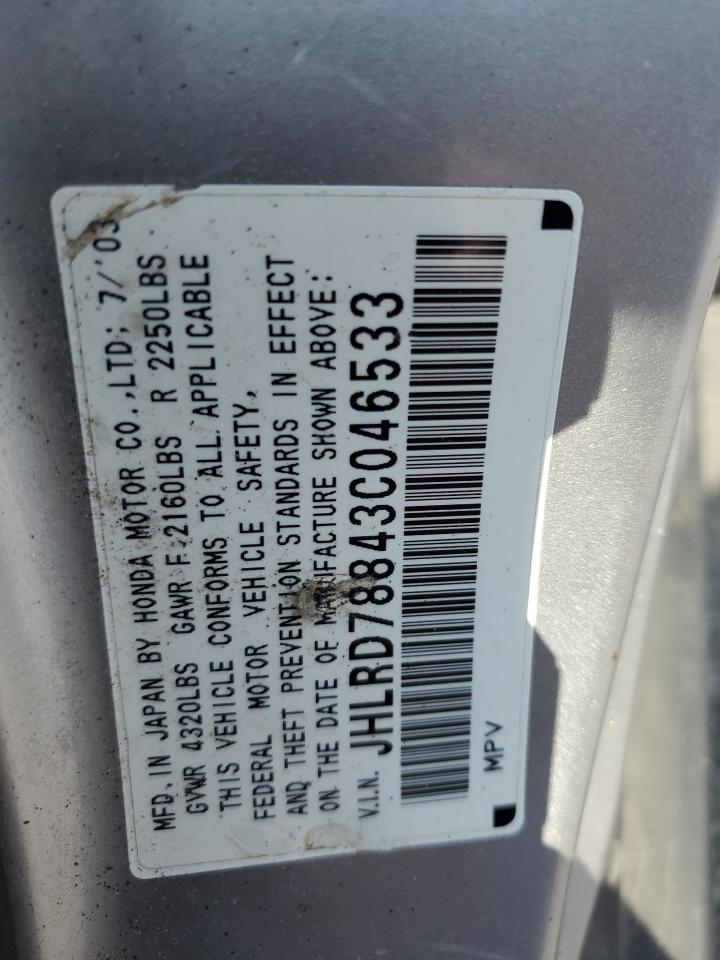 MFD. IN JAPAN BY HONDA MOTOR CO.,LTD; 7/'03
GVWR 4320LBS GAWR F 2160LBS R 2250LBS
THIS VEHICLE CONFORMS TO ALL APPLICABLE
FEDERAL MOTOR VEHICLE SAFETY,
AND THEFT PREVENTION STANDARDS IN EFFECT
ON THE DATE OF MANUFACTURE SHOWN ABOVE:
V.I.N. JHLRD78843C046533
MPV